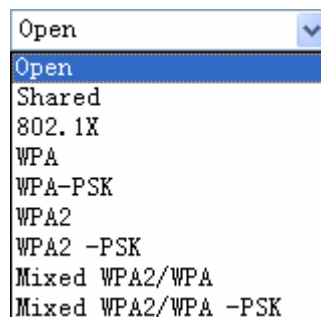 Open
Open
Shared
802.1X
WPA
WPA-PSK
WPA2
WPA2 -PSK
Mixed WPA2/WPA
Mixed WPA2/WPA -PSK